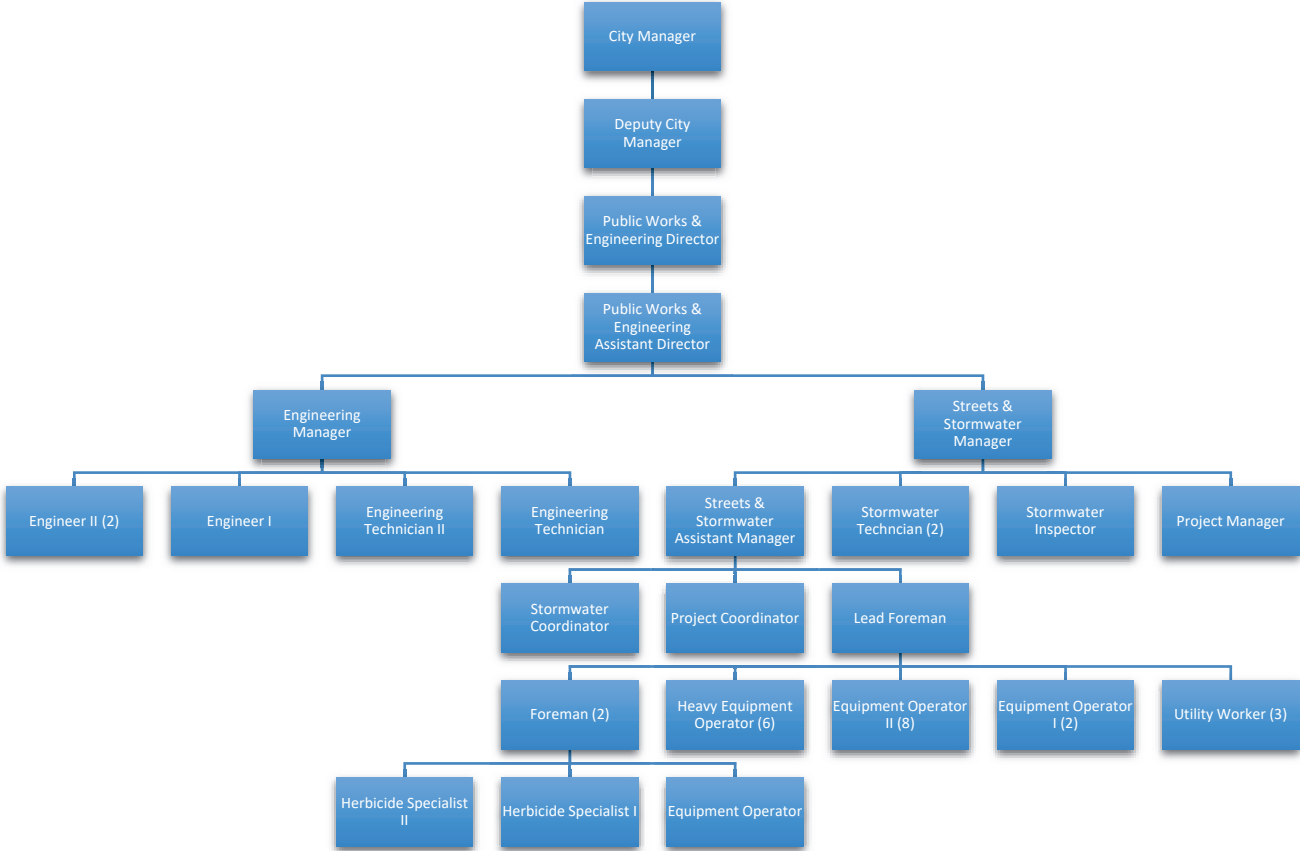 City Manager
Deputy City
Manager
Public Works &
Engineering Director
Public Works &
Engineering
Assistant Director
Engineering
Manager
Streets &
Stormwater
Manager
Engineer II (2)
Engineer I
Engineering
Technician II
Engineering
Technician
Streets &
Stormwater
Assistant Manager
Stormwater
Techncian (2)
Stormwater
Inspector
Project Manager
Stormwater
Coordinator
Project Coordinator
Lead Foreman
Foreman (2)
Heavy Equipment
Operator (6)
Equipment Operator
II (8)
Equipment Operator
I (2)
Utility Worker (3)
Herbicide Specialist
II
Herbicide Specialist I
Equipment Operator